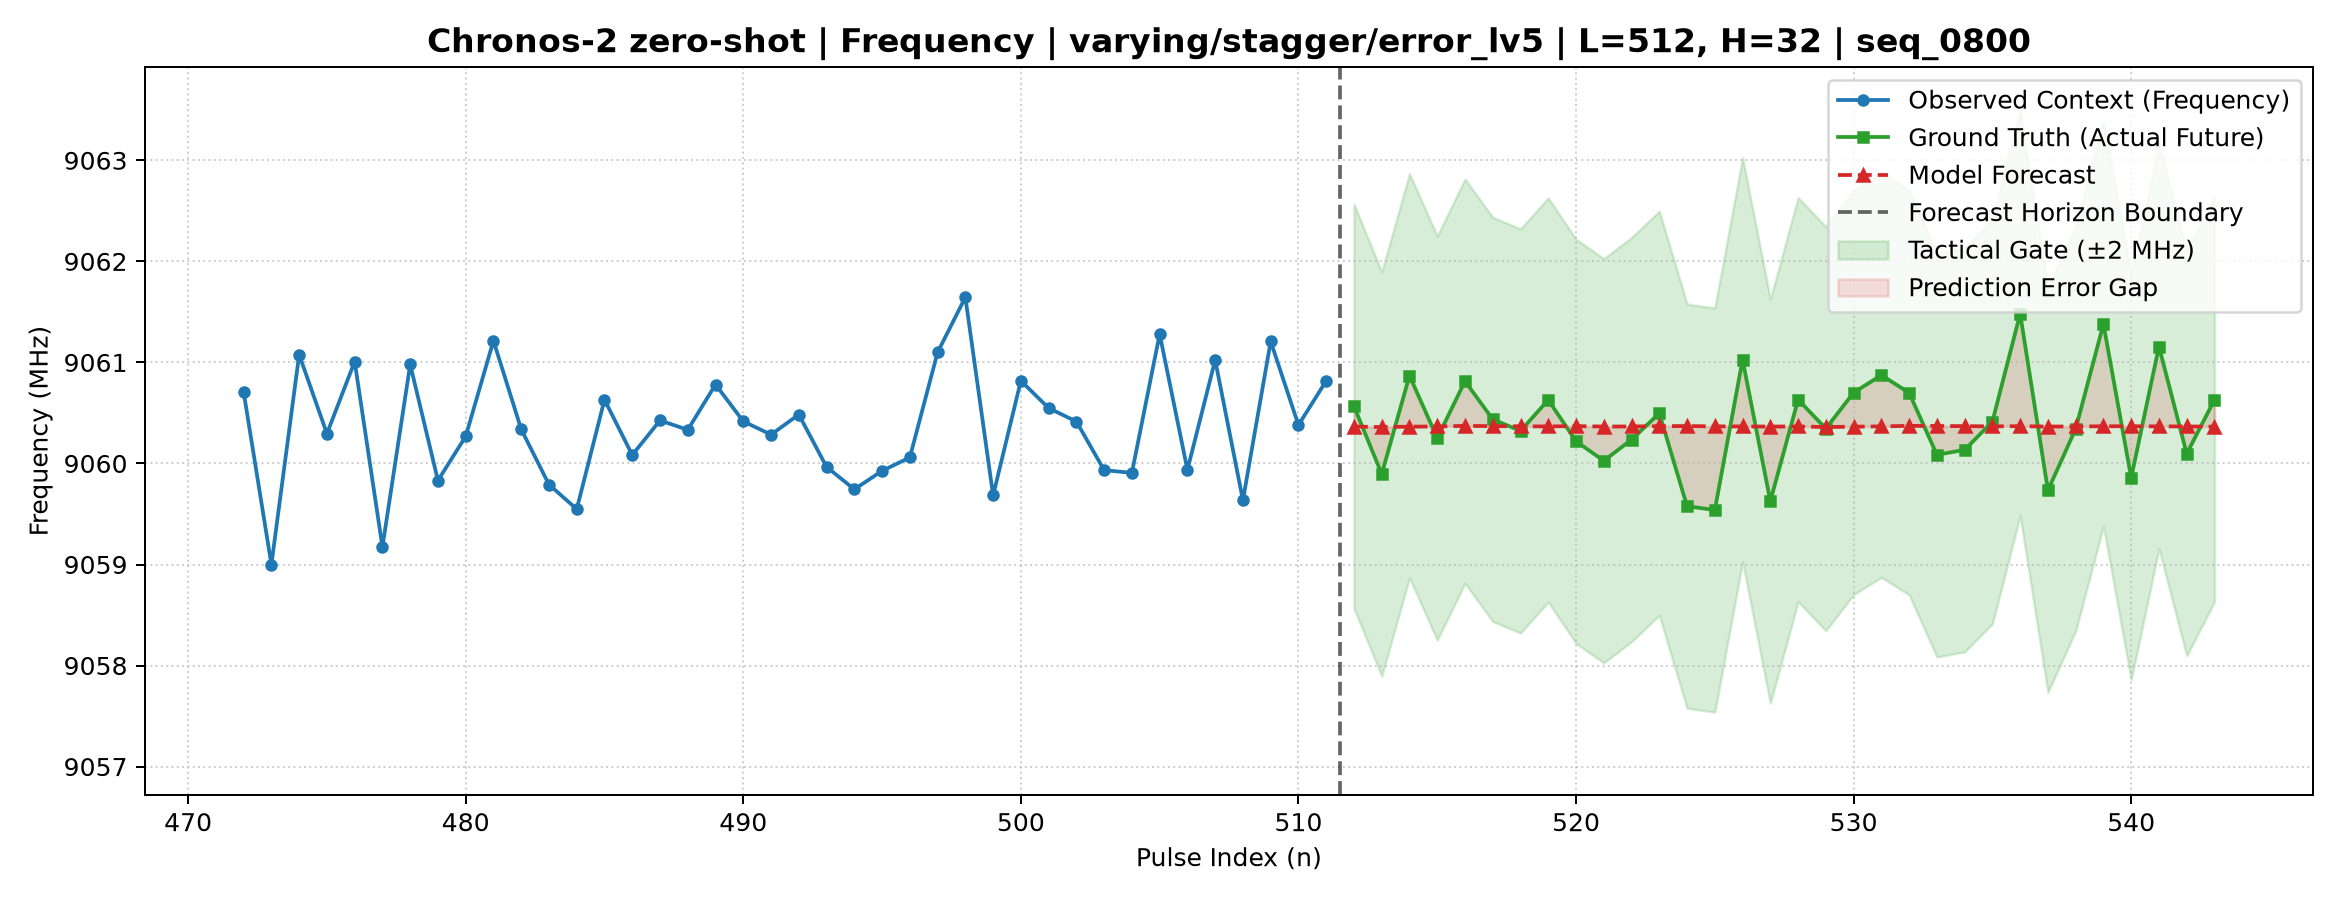 Chronos-2 zero-shot | Frequency | varying/stagger/error_lv5 | L=512, H=32 | seq_0800
Observed Context (Frequency)
Ground Truth (Actual Future)
Model Forecast
Forecast Horizon Boundary
Tactical Gate (±2 MHz)
Prediction Error Gap
Frequency (MHz)
9063
9062
9061
9060
9059
9058
9057
470 480 490 500 510 520 530 540
Pulse Index (n)